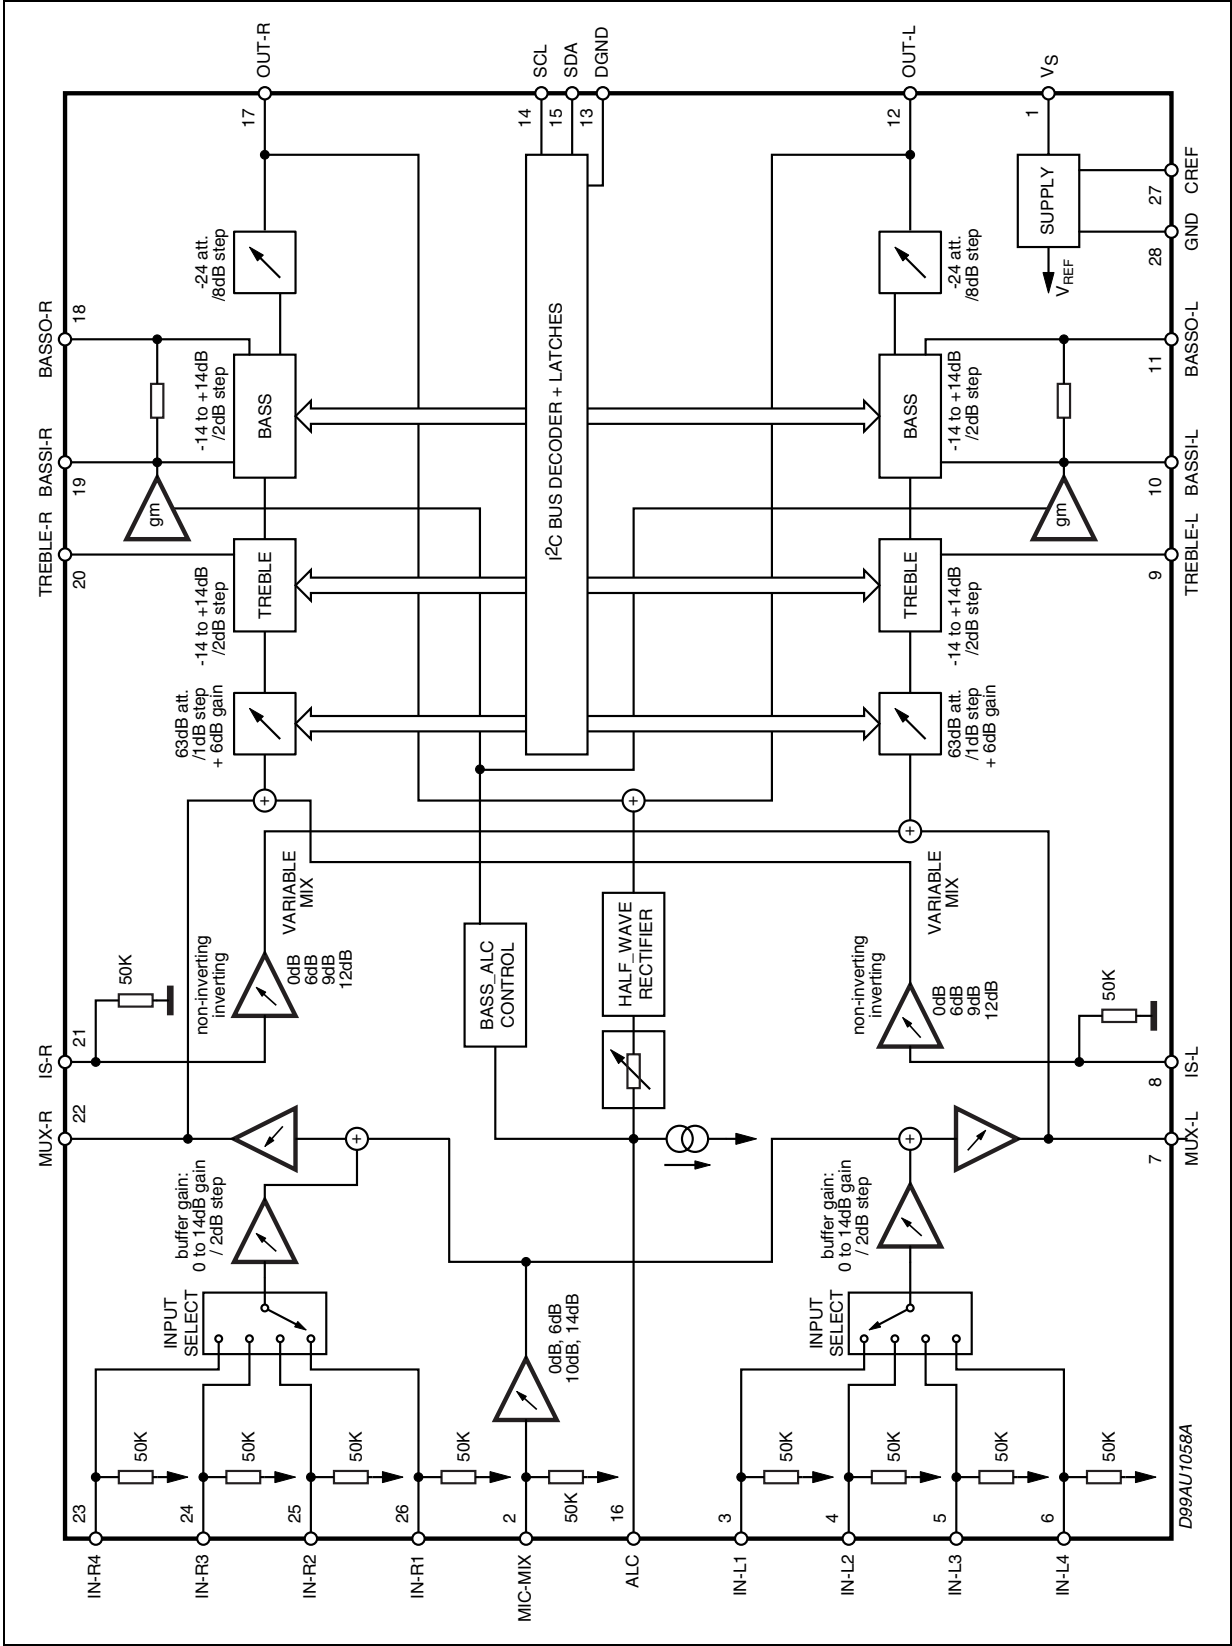 OUT-R
SCL
SDA
DGND
OUT-L
VS
17
14
15
13
12
1
-24 att.
/8dB step
-24 att.
/8dB step
SUPPLY
VREF
27
CREF
28
GND
BASSO-R
18
-14 to +14dB
/2dB step
BASS
I2C BUS DECODER + LATCHES
BASS
-14 to +14dB
/2dB step
11
BASSO-L
BASSI-R
19
gm
gm
10
BASSI-L
TREBLE-R
20
-14 to +14dB
/2dB step
TREBLE
TREBLE
-14 to +14dB
/2dB step
9
TREBLE-L
63dB att.
/1dB step
+ 6dB gain
63dB att.
/1dB step
+ 6dB gain
+
+
+
VARIABLE
MIX
VARIABLE
MIX
50K
non-inverting
inverting
0dB
6dB
9dB
12dB
BASS_ALC
CONTROL
HALF_WAVE
RECTIFIER
non-inverting
inverting
0dB
6dB
9dB
12dB
50K
IS-R
21
8
IS-L
MUX-R
22
+
+
7
MUX-L
buffer gain:
0 to 14dB gain
/ 2dB step
buffer gain:
0 to 14dB gain
/ 2dB step
INPUT
SELECT
0dB, 6dB
10dB, 14dB
INPUT
SELECT
50K
50K
50K
50K
50K
50K
50K
50K
50K
23
24
25
26
2
16
3
4
5
6
IN-R4
IN-R3
IN-R2
IN-R1
MIC-MIX
ALC
IN-L1
IN-L2
IN-L3
IN-L4
D99AU1058A